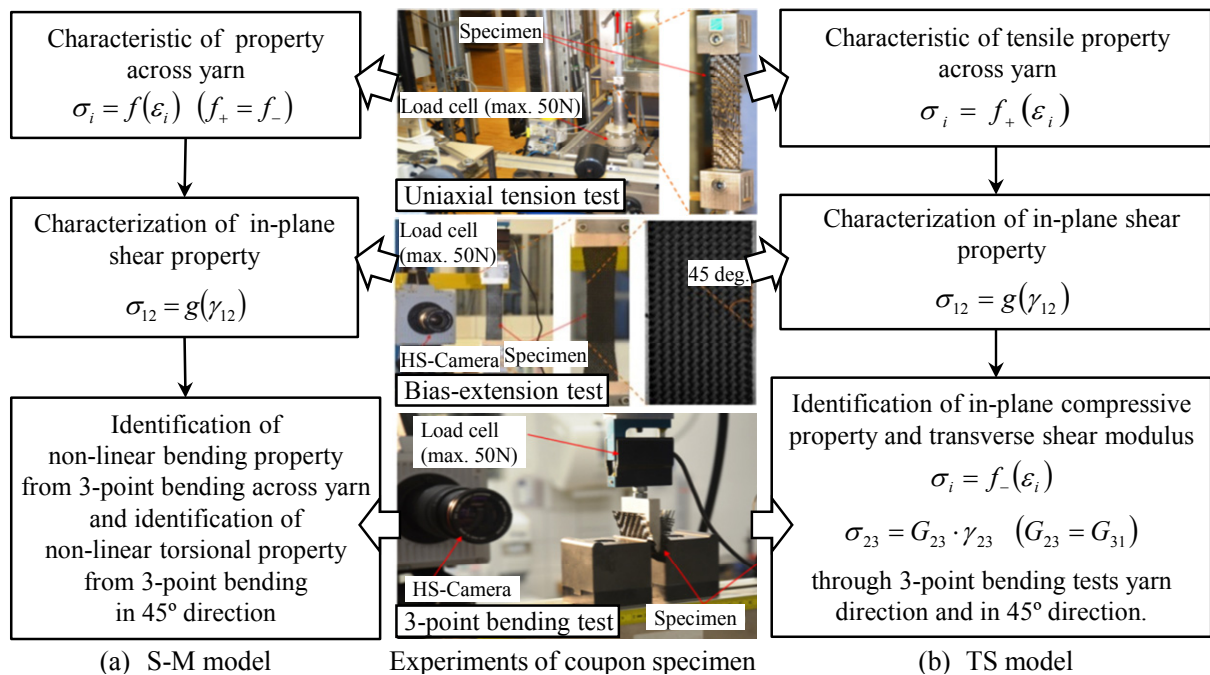 Characteristic of property
across yarn
σ_i = f(ε_i) (f_+ = f_-)
Characterization of in-plane
shear property
σ_12 = g(γ_12)
Identification of
non-linear bending property
from 3-point bending across yarn
and identification of
non-linear torsional property
from 3-point bending
in 45º direction
(a) S-M model
Specimen
F
Load cell (max. 50N)
Uniaxial tension test
Load cell
(max. 50N)
45 deg.
HS-Camera
Specimen
Bias-extension test
Load cell
(max. 50N)
HS-Camera
Specimen
3-point bending test
Experiments of coupon specimen
Characteristic of tensile property
across yarn
σ_i = f_+(ε_i)
Characterization of in-plane shear
property
σ_12 = g(γ_12)
Identification of in-plane compressive
property and transverse shear modulus
σ_i = f_-(ε_i)
σ_23 = G_23 · γ_23 (G_23 = G_31)
through 3-point bending tests yarn
direction and in 45º direction.
(b) TS model